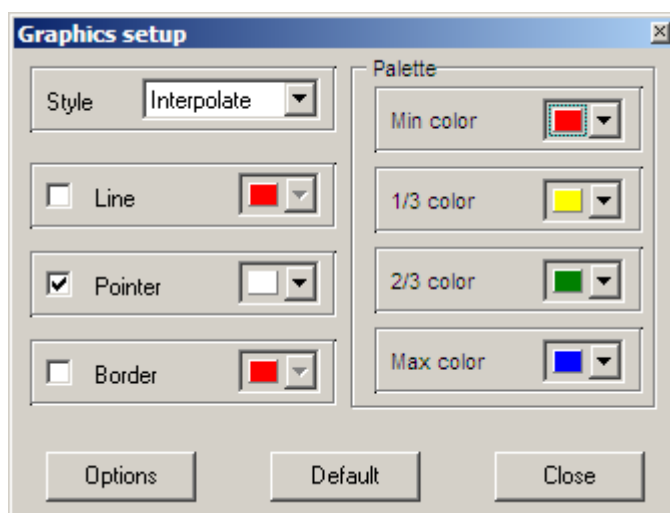 Graphics setup
Style
Interpolate
Line
Pointer
Border
Palette
Min color
1/3 color
2/3 color
Max color
Options
Default
Close